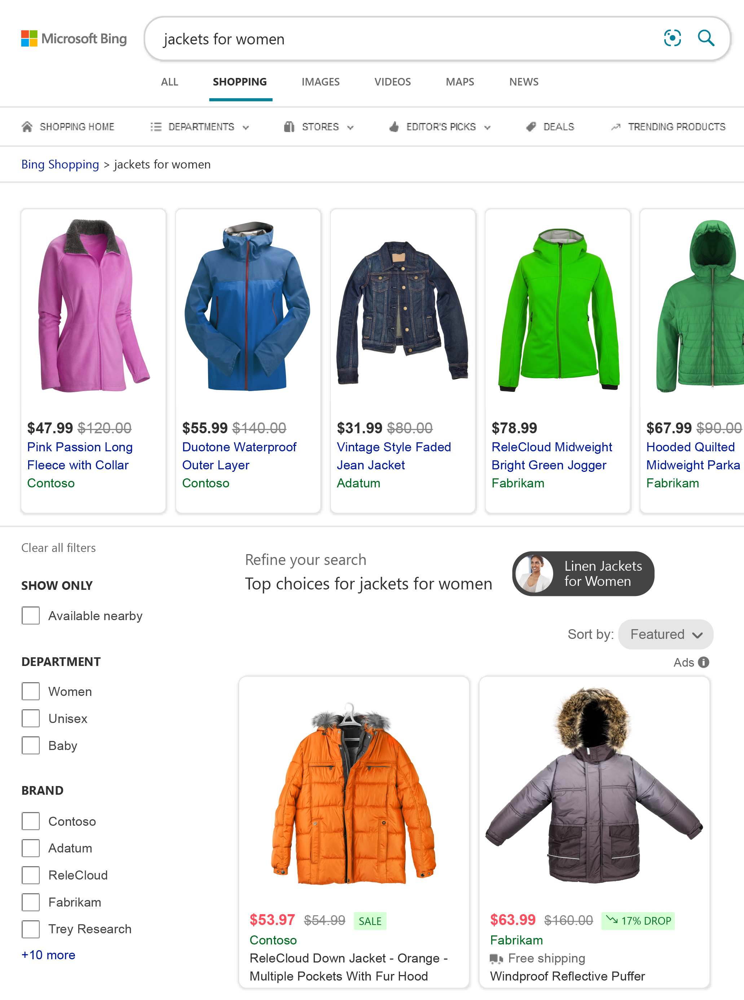 Microsoft Bing
jackets for women
ALL SHOPPING IMAGES VIDEOS MAPS NEWS
SHOPPING HOME DEPARTMENTS STORES EDITOR'S PICKS DEALS TRENDING PRODUCTS
Bing Shopping > jackets for women
$47.99 $120.00
Pink Passion Long
Fleece with Collar
Contoso
$55.99 $140.00
Duotone Waterproof
Outer Layer
Contoso
$31.99 $80.00
Vintage Style Faded
Jean Jacket
Adatum
$78.99
ReleCloud Midweight
Bright Green Jogger
Fabrikam
$67.99 $90.00
Hooded Quilted
Midweight Parka
Fabrikam
Clear all filters
SHOW ONLY
Available nearby
DEPARTMENT
Women
Unisex
Baby
BRAND
Contoso
Adatum
ReleCloud
Fabrikam
Trey Research
+10 more
Refine your search
Top choices for jackets for women
Linen Jackets
for Women
Sort by: Featured
Ads
$53.97 $54.99 SALE
Contoso
ReleCloud Down Jacket - Orange -
Multiple Pockets With Fur Hood
$63.99 $160.00 17% DROP
Fabrikam
Free shipping
Windproof Reflective Puffer